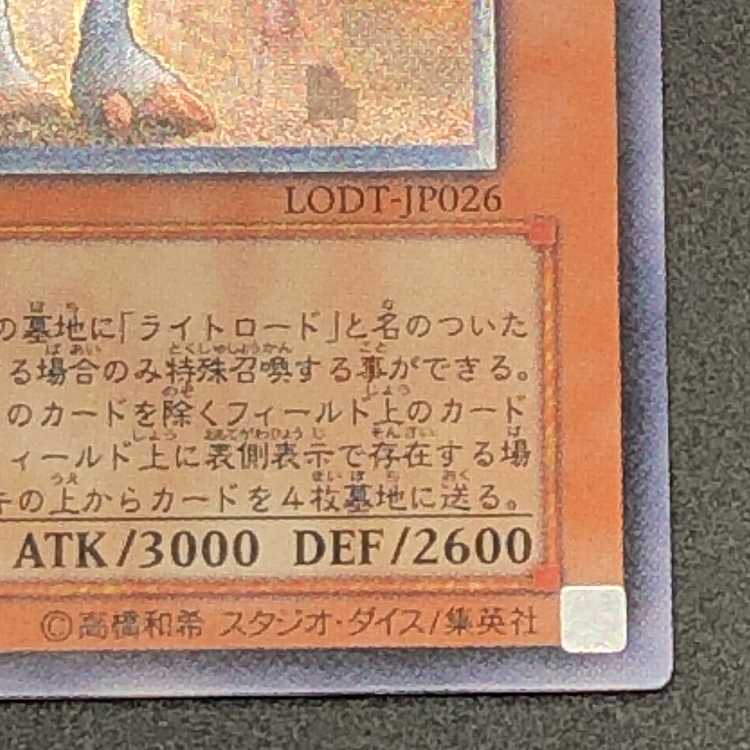 LODT-JP026
の墓地に「ライトロード」と名のついた
る場合のみ特殊召喚する事ができる。
のカードを除くフィールド上のカード
ィールド上に表側表示で存在する場
キの上からカードを4枚墓地に送る。
ATK/3000 DEF/2600
©高橋和希 スタジオ・ダイス/集英社